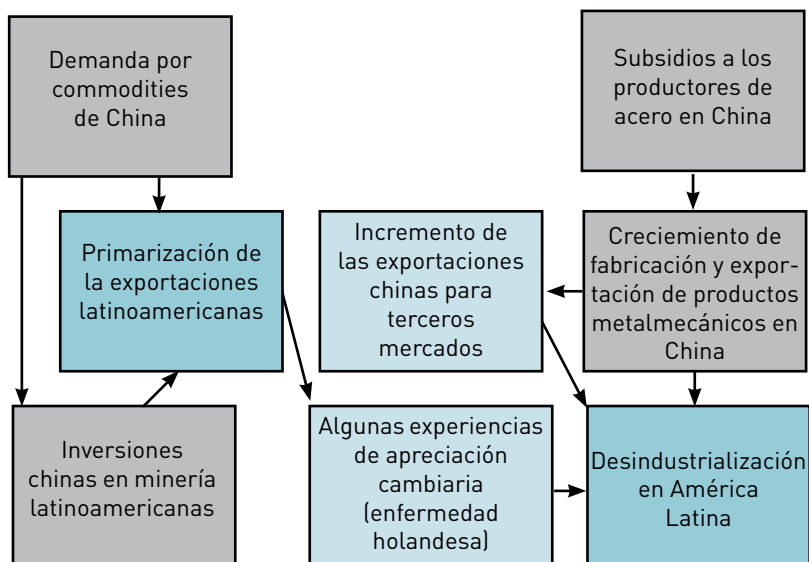 Demanda por
commodities
de China
Subsidios a los
productores de
acero en China
Primarización de
la exportaciones
latinoamericanas
Incremento de
las exportaciones
chinas para
terceros
mercados
Creciemiento de
fabricación y expor-
tación de productos
metalmecánicos en
China
Inversiones
chinas en minería
latinoamericanas
Algunas experiencias
de apreciación
cambiaria
(enfermedad
holandesa)
Desindustrialización
en América
Latina